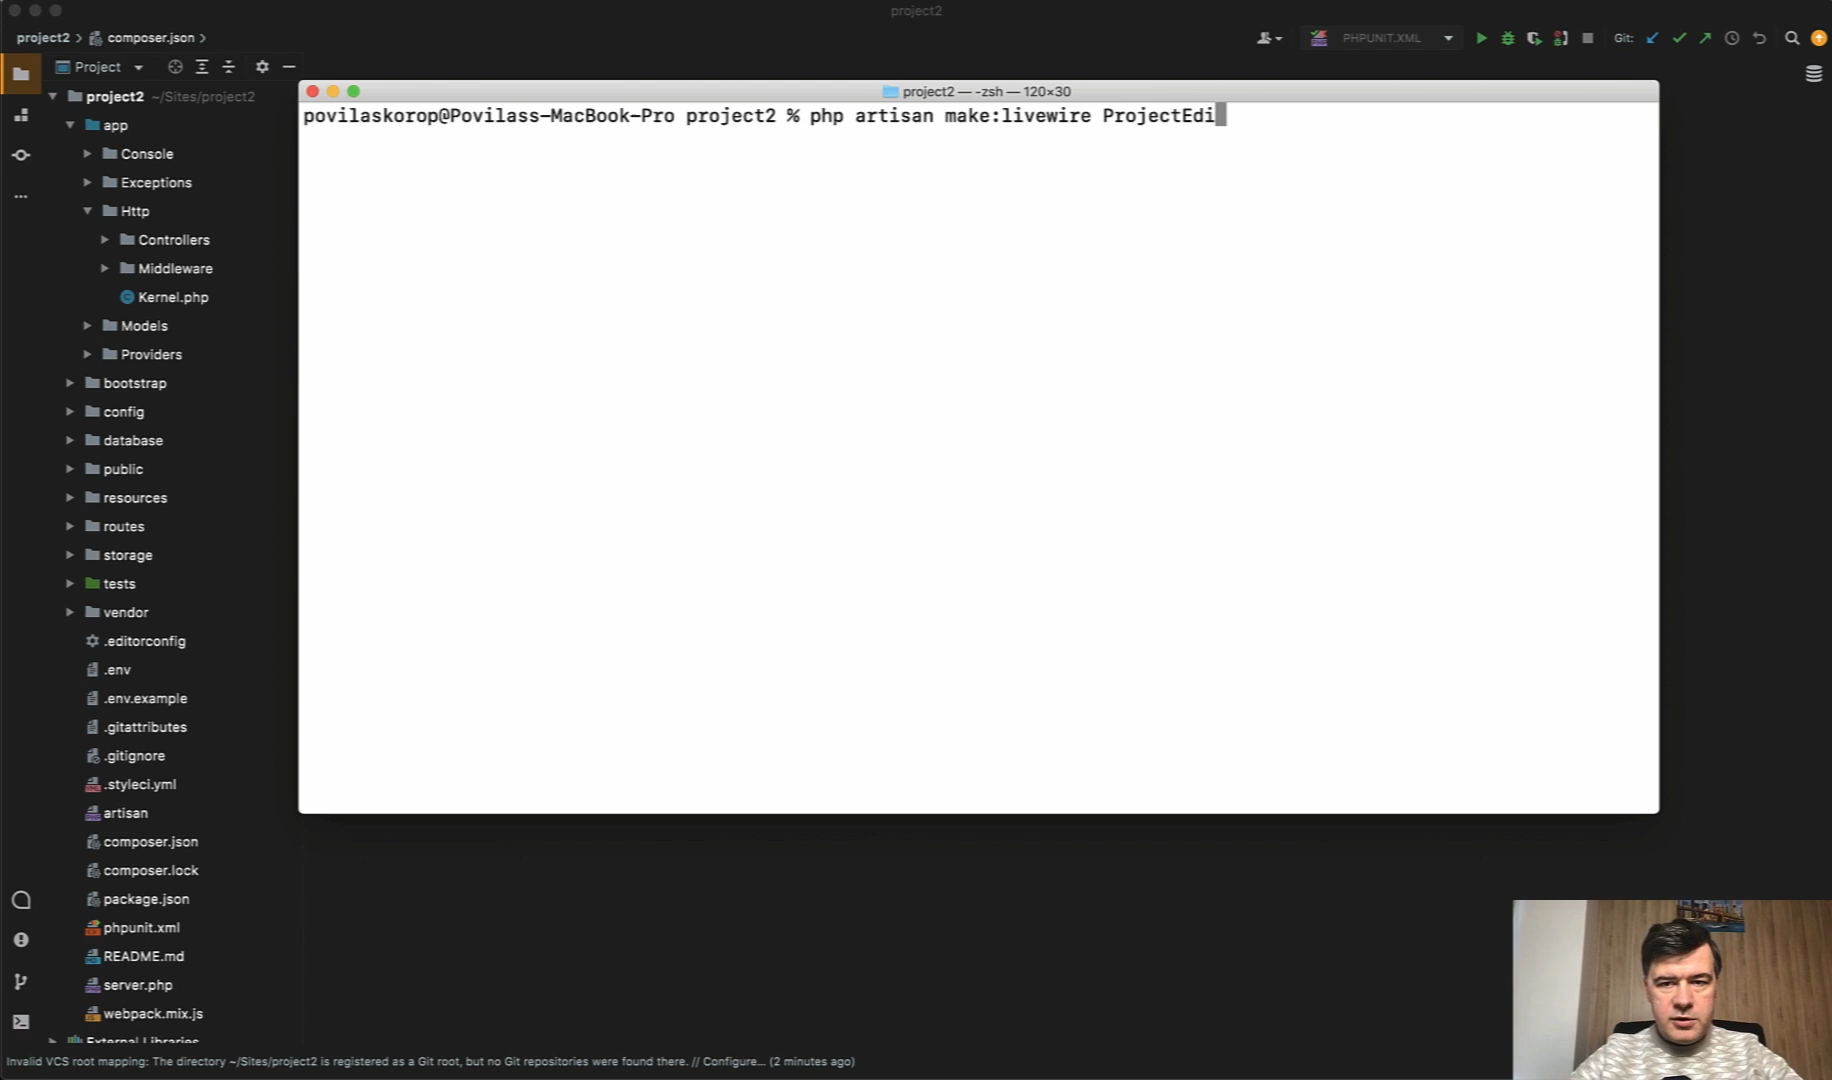 project2
project2
composer.json
PHPUNIT.XML
Git:
Project
project2 ~/Sites/project2
app
Console
Exceptions
Http
Controllers
Middleware
Kernel.php
Models
Providers
bootstrap
config
database
public
resources
routes
storage
tests
vendor
.editorconfig
.env
.env.example
.gitattributes
.gitignore
.styleci.yml
artisan
composer.json
composer.lock
package.json
phpunit.xml
README.md
server.php
webpack.mix.js
External Libraries
project2 — -zsh — 120×30
povilaskorop@Povilass-MacBook-Pro project2 % php artisan make:livewire ProjectEdi
Invalid VCS root mapping: The directory ~/Sites/project2 is registered as a Git root, but no Git repositories were found there. // Configure... (2 minutes ago)